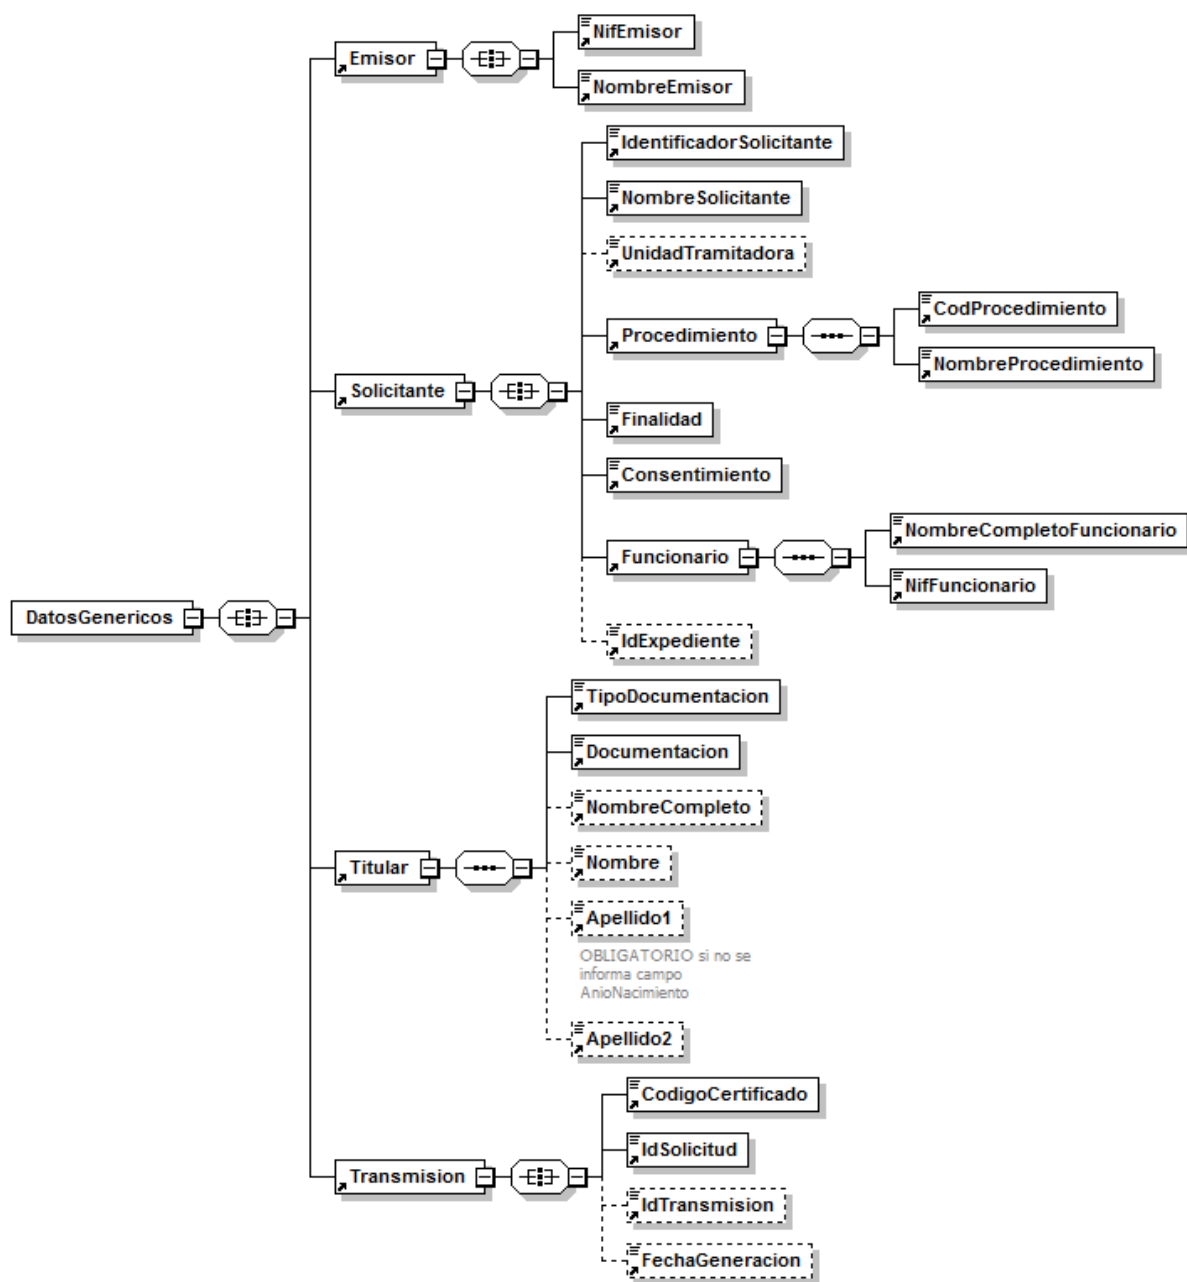 NifEmisor
Emisor
NombreEmisor
IdentificadorSolicitante
NombreSolicitante
UnidadTramitadora
CodProcedimiento
Procedimiento
NombreProcedimiento
Solicitante
Finalidad
Consentimiento
NombreCompletoFuncionario
Funcionario
NifFuncionario
DatosGenericos
IdExpediente
TipoDocumentacion
Documentacion
NombreCompleto
Nombre
Titular
Apellido1
OBLIGATORIO si no se
informa campo
AnioNacimiento
Apellido2
CodigoCertificado
IdSolicitud
Transmision
IdTransmision
FechaGeneracion